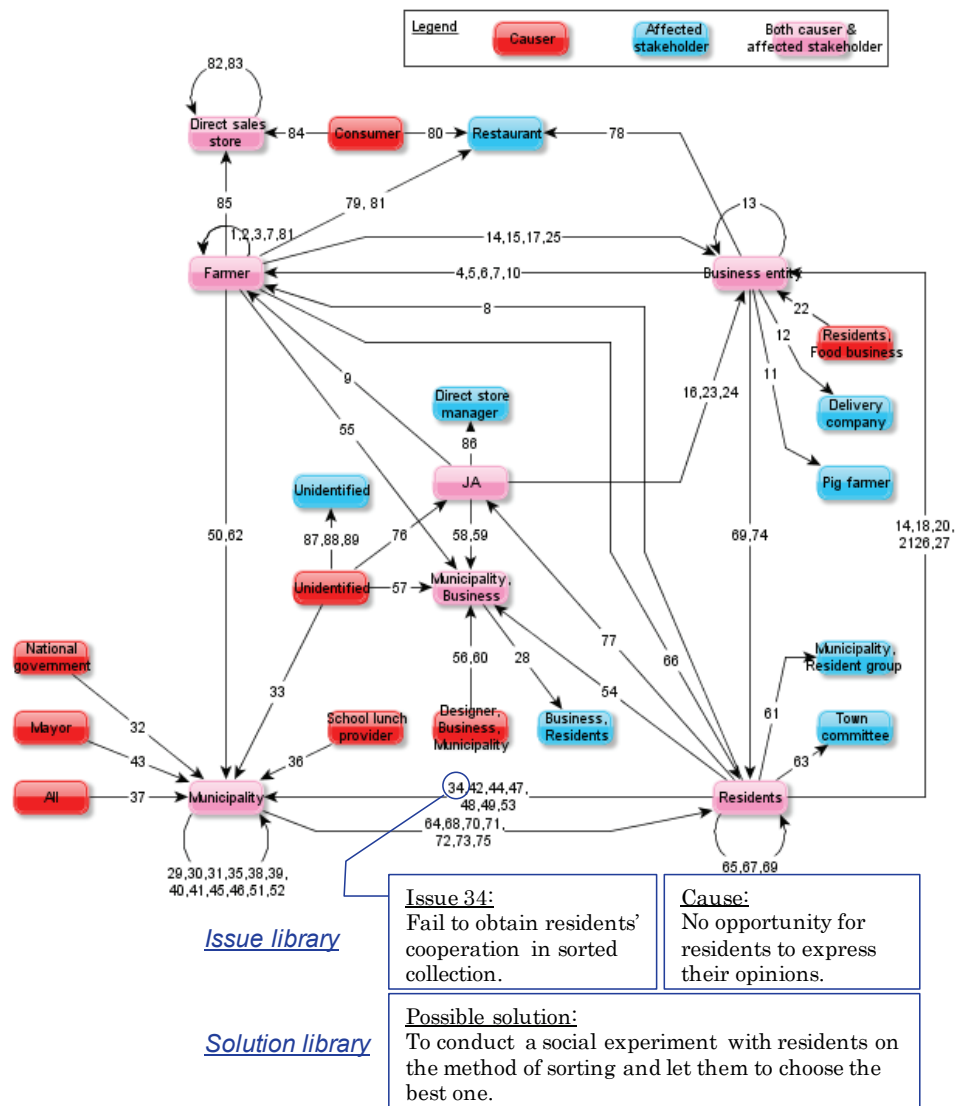 Legend
Causer
Affected
stakeholder
Both causer &
affected stakeholder
82,83
Direct sales
store
84
Consumer
80
Restaurant
78
85
79, 81
13
1,2,3,7,81
14,15,17,25
Farmer
4,5,6,7,10
Business entity
8
22
12
Residents,
Food business
11
9
Direct store
manager
16,23,24
Delivery
company
55
86
Unidentified
JA
Pig farmer
50,62
87,88,89
76
58,59
69,74
14,18,20,
2126,27
Unidentified
57
Municipality,
Business
77
National
government
56,60
28
66
Municipality,
Resident group
33
54
32
School lunch
provider
Designer,
Business,
Municipality
Business,
Residents
61
Town
committee
Mayor
43
36
63
All
37
Municipality
34,42,44,47,
48,49,53
Residents
64,68,70,71,
72,73,75
29,30,31,35,38,39,
40,41,45,46,51,52
65,67,69
Issue library
Issue 34:
Fail to obtain residents’
cooperation in sorted
collection.
Cause:
No opportunity for
residents to express
their opinions.
Solution library
Possible solution:
To conduct a social experiment with residents on
the method of sorting and let them to choose the
best one.